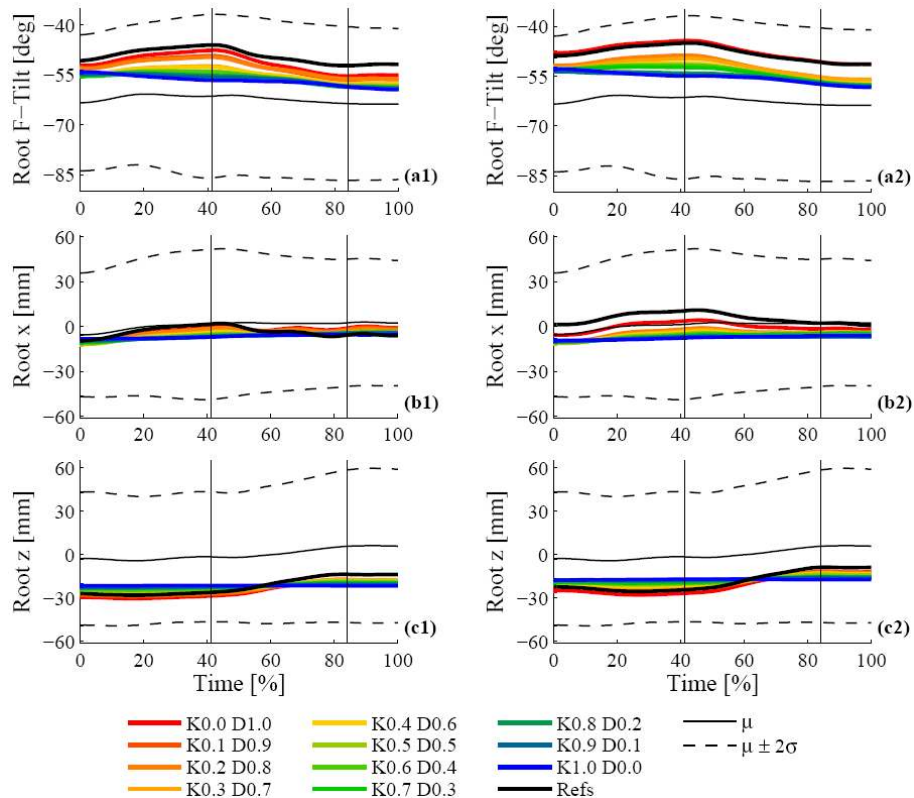 Root F−Tilt [deg]
−40
−55
−70
−85
0 20 40 60 80 100
(a1)
Root F−Tilt [deg]
−40
−55
−70
−85
0 20 40 60 80 100
(a2)
Root x [mm]
60
30
0
−30
−60
0 20 40 60 80 100
(b1)
Root x [mm]
60
30
0
−30
−60
0 20 40 60 80 100
(b2)
Root z [mm]
60
30
0
−30
−60
0 20 40 60 80 100
(c1)
Time [%]
Root z [mm]
60
30
0
−30
−60
0 20 40 60 80 100
(c2)
Time [%]
K0.0 D1.0
K0.1 D0.9
K0.2 D0.8
K0.3 D0.7
K0.4 D0.6
K0.5 D0.5
K0.6 D0.4
K0.7 D0.3
K0.8 D0.2
K0.9 D0.1
K1.0 D0.0
Refs
μ
μ ± 2σ